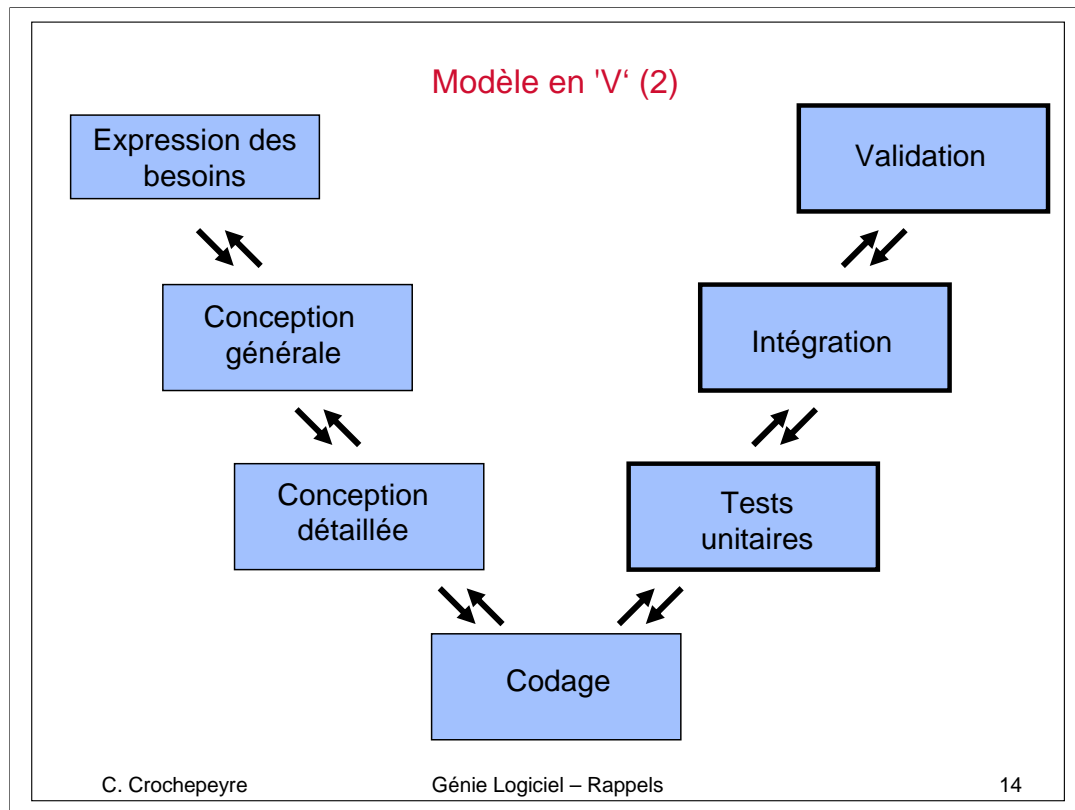 Modèle en 'V‘ (2)
Expression des
besoins
Validation
Conception
générale
Intégration
Conception
détaillée
Tests
unitaires
Codage
C. Crochepeyre
Génie Logiciel – Rappels
14